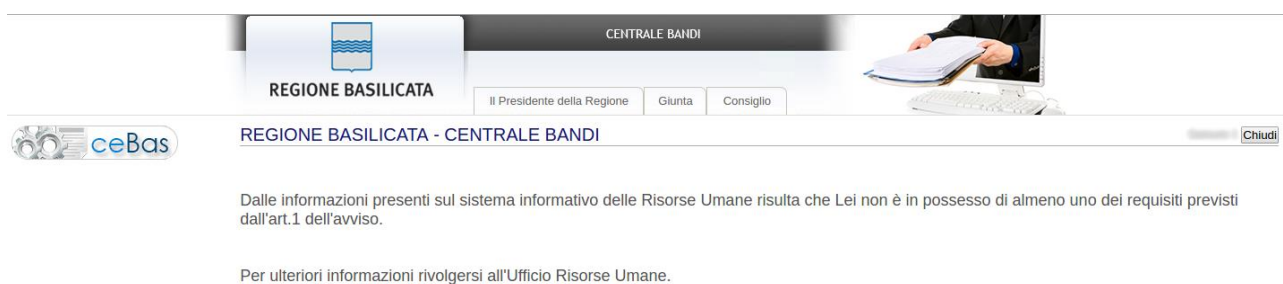 CENTRALE BANDI
REGIONE BASILICATA
Il Presidente della Regione
Giunta
Consiglio
ceBas
REGIONE BASILICATA - CENTRALE BANDI
Chiudi
Dalle informazioni presenti sul sistema informativo delle Risorse Umane risulta che Lei non è in possesso di almeno uno dei requisiti previsti
dall'art.1 dell'avviso.
Per ulteriori informazioni rivolgersi all'Ufficio Risorse Umane.